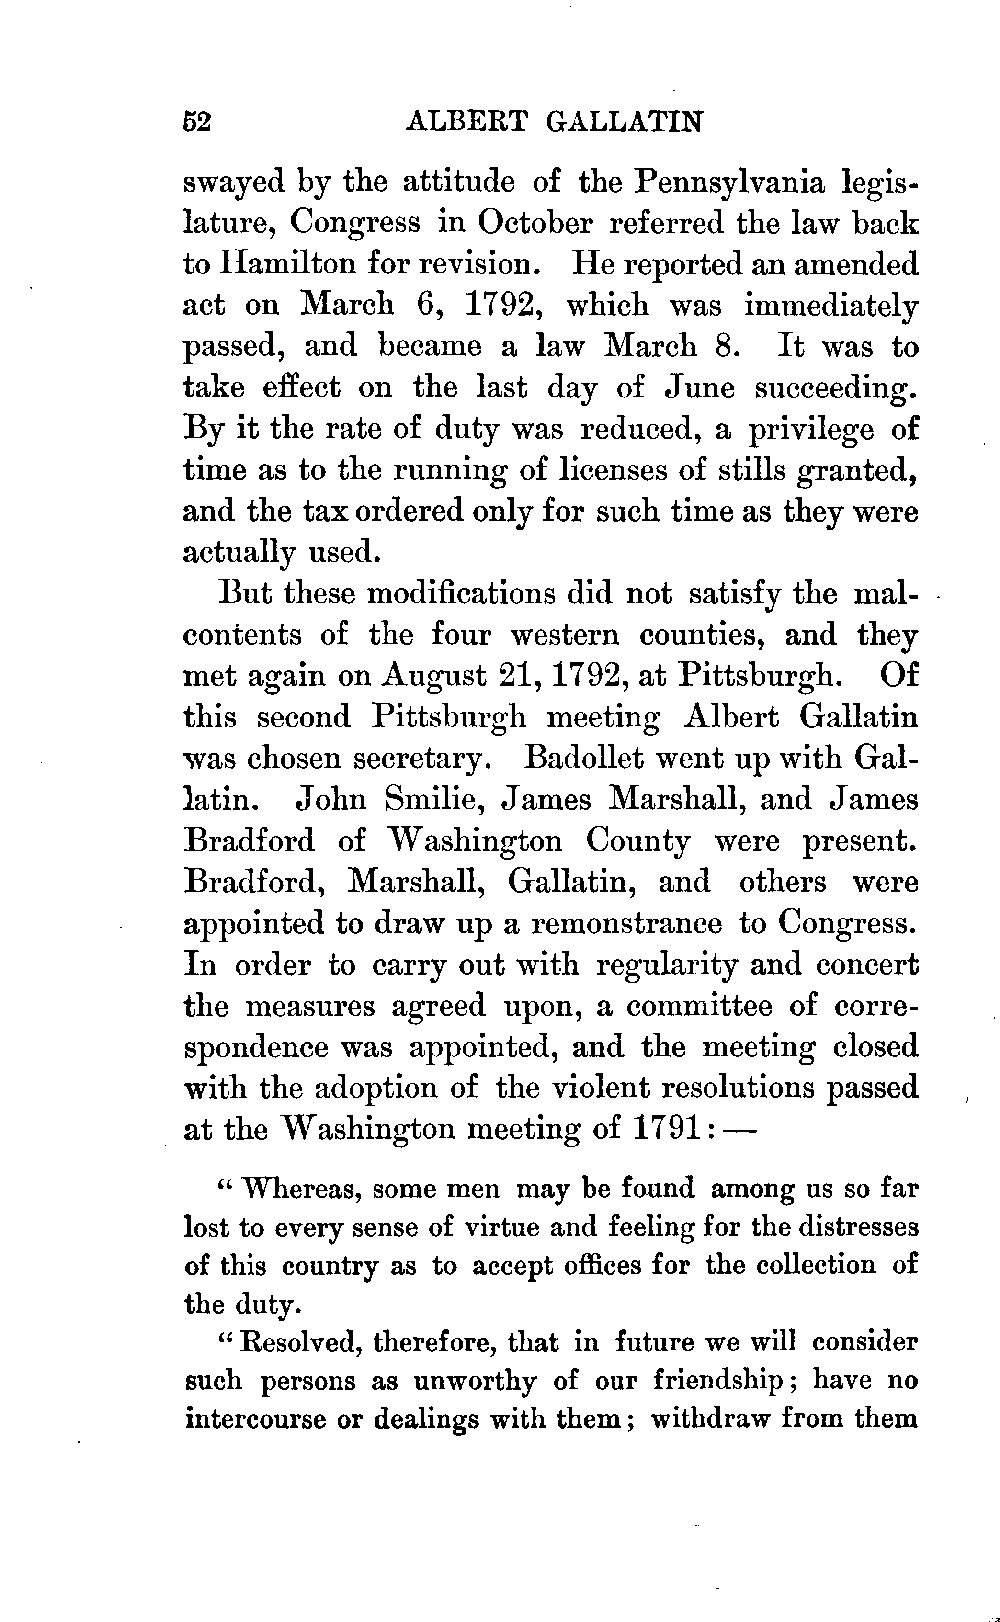 52 ALBERT GALLATIN
swayed by the attitude of the Pennsylvania legis-
lature, Congress in October referred the law back
to Hamilton for revision. He reported an amended
act on March 6, 1792, which was immediately
passed, and became a law March 8. It was to
take effect on the last day of June succeeding.
By it the rate of duty was reduced, a privilege of
time as to the running of licenses of stills granted,
and the tax ordered only for such time as they were
actually used.
But these modifications did not satisfy the mal-
contents of the four western counties, and they
met again on August 21, 1792, at Pittsburgh. Of
this second Pittsburgh meeting Albert Gallatin
was chosen secretary. Badollet went up with Gal-
latin. John Smilie, James Marshall, and James
Bradford of Washington County were present.
Bradford, Marshall, Gallatin, and others were
appointed to draw up a remonstrance to Congress.
In order to carry out with regularity and concert
the measures agreed upon, a committee of corre-
spondence was appointed, and the meeting closed
with the adoption of the violent resolutions passed
at the Washington meeting of 1791: —
“ Whereas, some men may be found among us so far
lost to every sense of virtue and feeling for the distresses
of this country as to accept offices for the collection of
the duty.
“ Resolved, therefore, that in future we will consider
such persons as unworthy of our friendship; have no
intercourse or dealings with them; withdraw from them